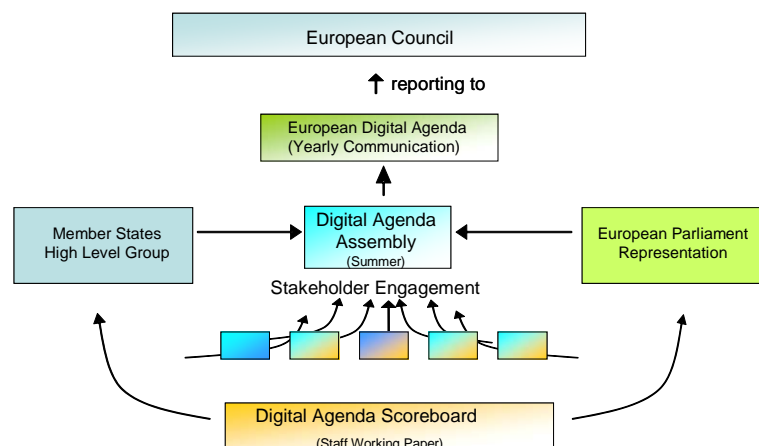 European Council
reporting to
European Digital Agenda
(Yearly Communication)
Member States
High Level Group
Digital Agenda
Assembly
(Summer)
European Parliament
Representation
Stakeholder Engagement
Digital Agenda Scoreboard
(Staff Working Paper)